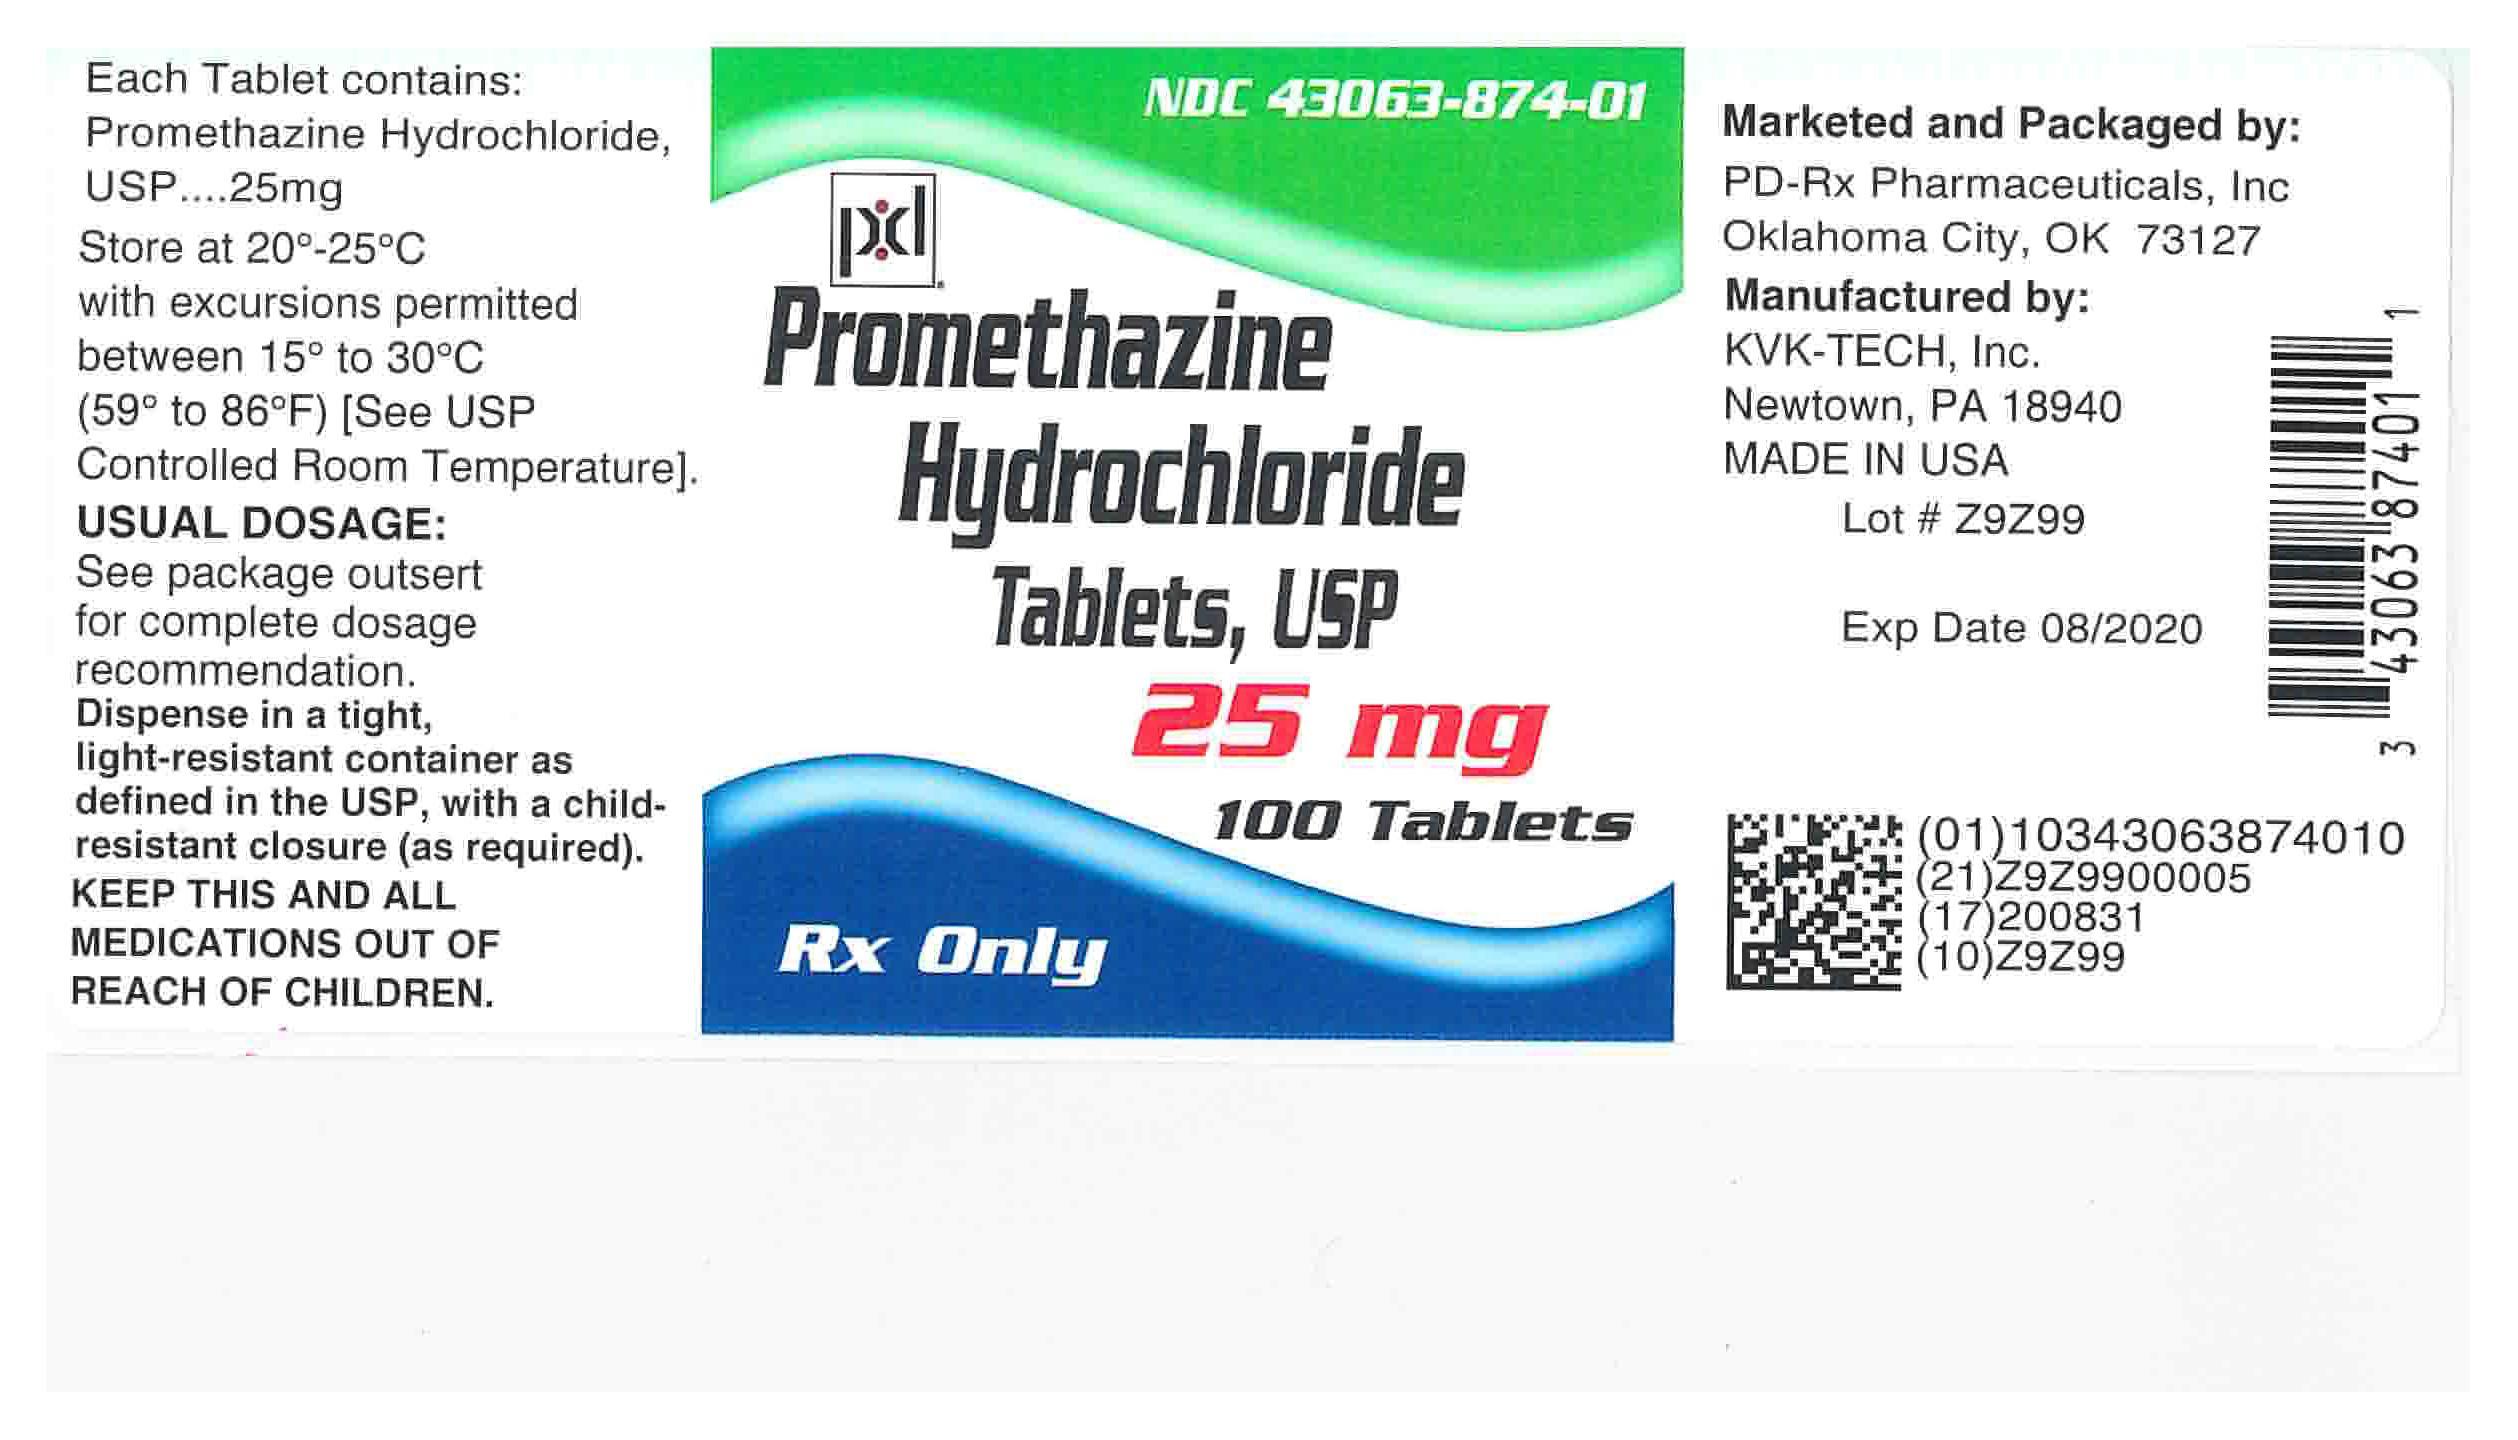 Each Tablet contains:
Promethazine Hydrochloride,
USP....25mg
Store at 20°-25°C
with excursions permitted
between 15° to 30°C
(59° to 86°F) [See USP
Controlled Room Temperature].
USUAL DOSAGE:
See package outsert
for complete dosage
recommendation.
Dispense in a tight,
light-resistant container as
defined in the USP, with a child-
resistant closure (as required).
KEEP THIS AND ALL
MEDICATIONS OUT OF
REACH OF CHILDREN.
NDC 43063-874-01
pd
Promethazine
Hydrochloride
Tablets, USP
25 mg
100 Tablets
Rx Only
Marketed and Packaged by:
PD-Rx Pharmaceuticals, Inc
Oklahoma City, OK 73127
Manufactured by:
KVK-TECH, Inc.
Newtown, PA 18940
MADE IN USA
Lot # Z9Z99
Exp Date 08/2020
3 43063 87401 1
(01)10343063874010
(21)Z9Z9900005
(17)200831
(10)Z9Z99